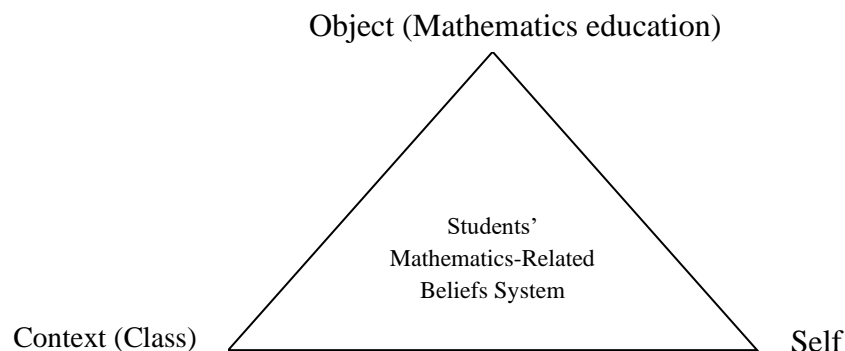 Object (Mathematics education)
Students’
Mathematics-Related
Beliefs System
Context (Class)
Self